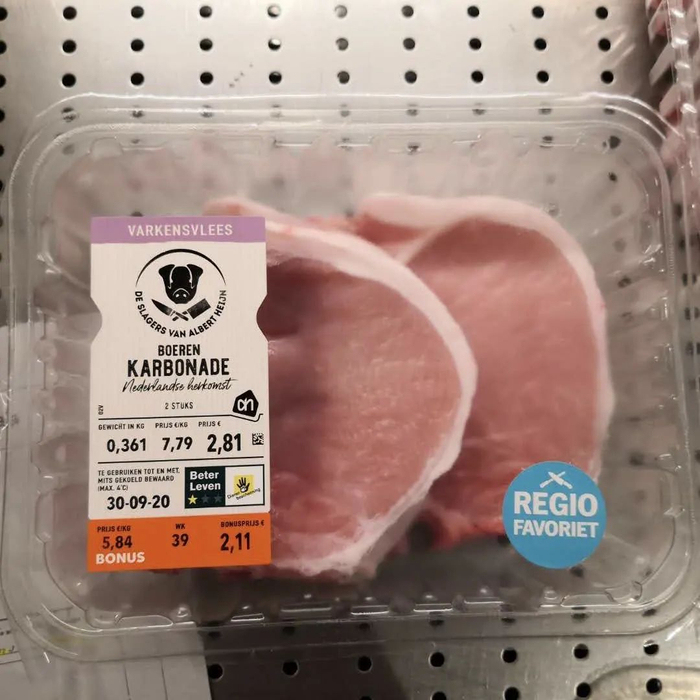 VARKENSVLEES
DE SLAGERS VAN ALBERT HEIJN
BOEREN
KARBONADE
Nederlandse herkomst
2 STUKS
02V
GEWICHT IN KG PRIJS €/KG PRIJS €
0,361 7,79 2,81
TE GEBRUIKEN TOT EN MET,
MITS GEKOELD BEWAARD
(MAX. 4°C)
30-09-20
Beter
Leven
Dierenbescherming
PRIJS €/KG WK BONUSPRIJS €
5,84 39 2,11
BONUS
REGIO
FAVORIET